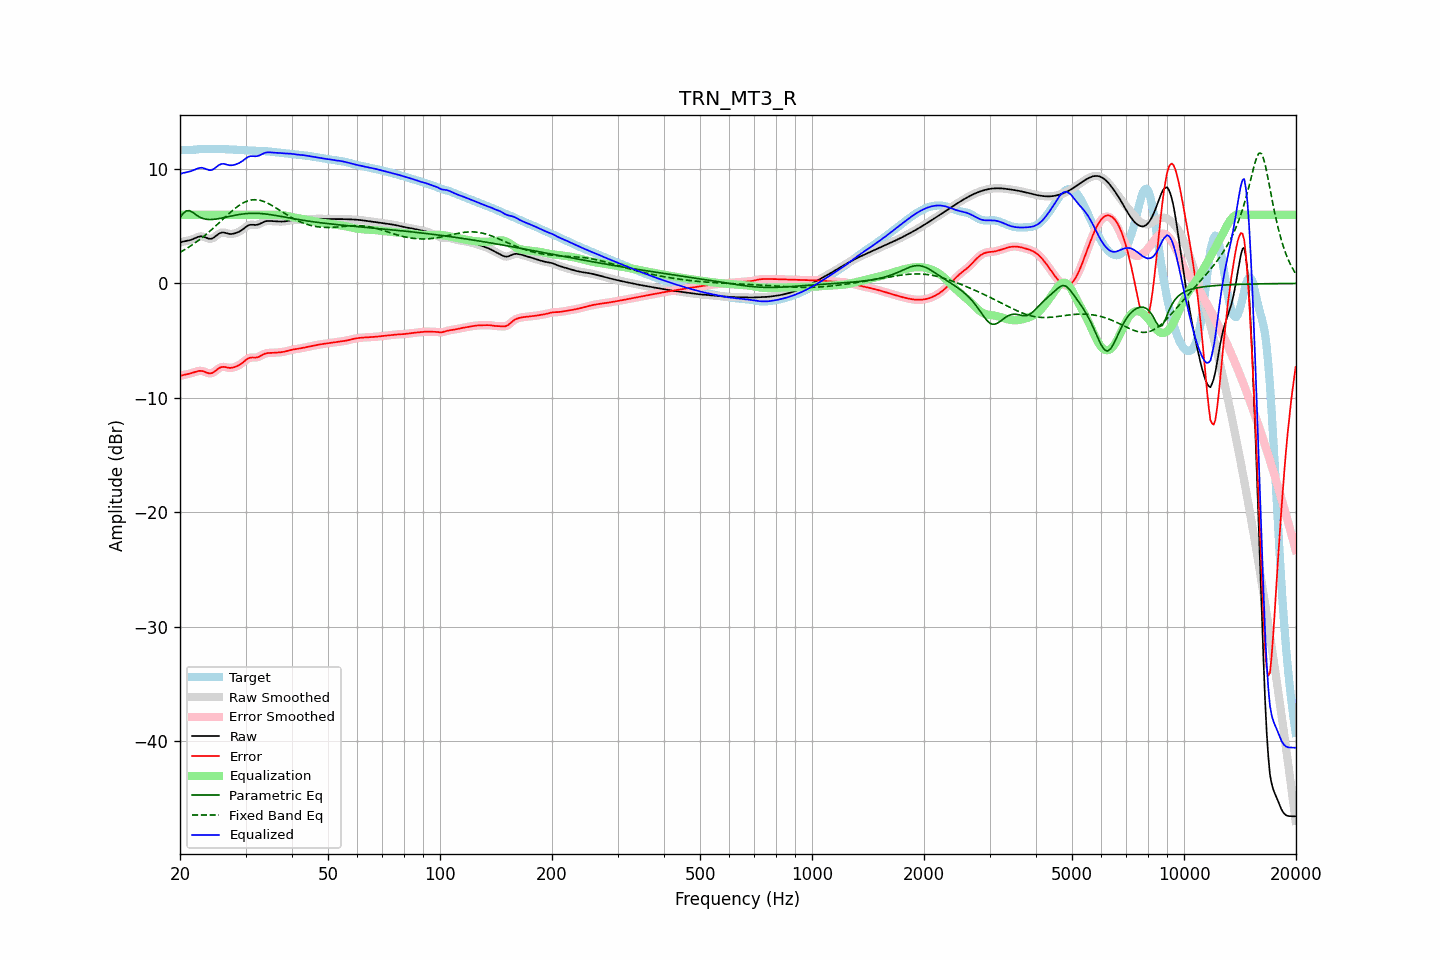 TRN_MT3_R
Amplitude (dBr)
10
0
−10
−20
−30
−40
Target
Raw Smoothed
Error Smoothed
Raw
Error
Equalization
Parametric Eq
Fixed Band Eq
Equalized
20 50 100 200 500 1000 2000 5000 10000 20000
Frequency (Hz)